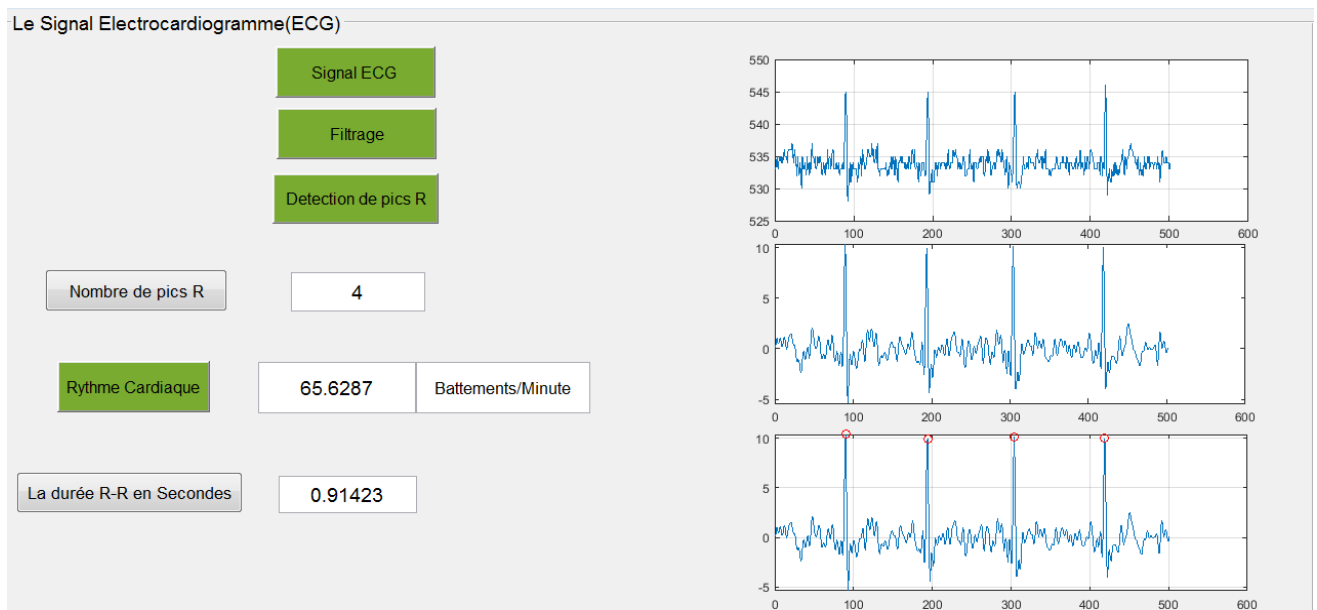 Le Signal Electrocardiogramme(ECG)
Signal ECG
Filtrage
Detection de pics R
Nombre de pics R
4
Rythme Cardiaque
65.6287
Battements/Minute
La durée R-R en Secondes
0.91423
550
545
540
535
530
525
0 100 200 300 400 500 600
10
5
0
-5
0 100 200 300 400 500 600
10
5
0
-5
0 100 200 300 400 500 600